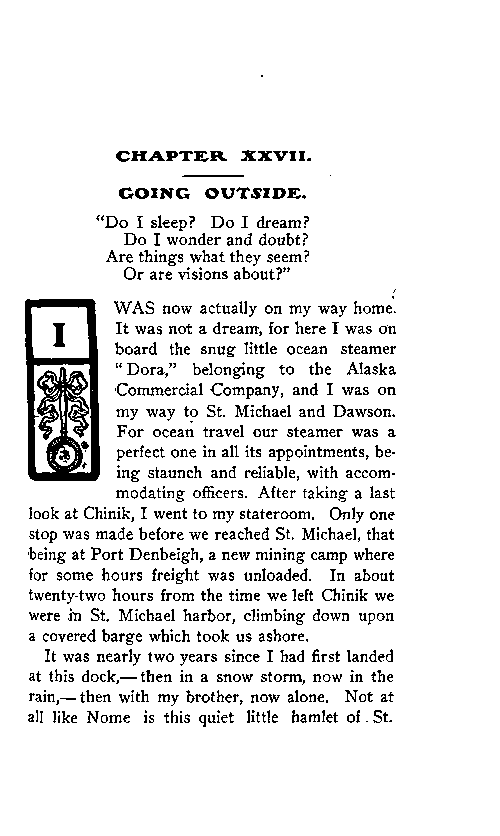 CHAPTER XXVII.
GOING OUTSIDE.
"Do I sleep? Do I dream?
Do I wonder and doubt?
Are things what they seem?
Or are visions about?"
I WAS now actually on my way home.
It was not a dream, for here I was on
board the snug little ocean steamer
"Dora," belonging to the Alaska
Commercial Company, and I was on
my way to St. Michael and Dawson.
For ocean travel our steamer was a
perfect one in all its appointments, be-
ing staunch and reliable, with accom-
modating officers. After taking a last
look at Chinik, I went to my stateroom. Only one
stop was made before we reached St. Michael, that
being at Port Denbeigh, a new mining camp where
for some hours freight was unloaded. In about
twenty-two hours from the time we left Chinik we
were in St. Michael harbor, climbing down upon
a covered barge which took us ashore.
It was nearly two years since I had first landed
at this dock,—then in a snow storm, now in the
rain,—then with my brother, now alone. Not at
all like Nome is this quiet little hamlet of St.